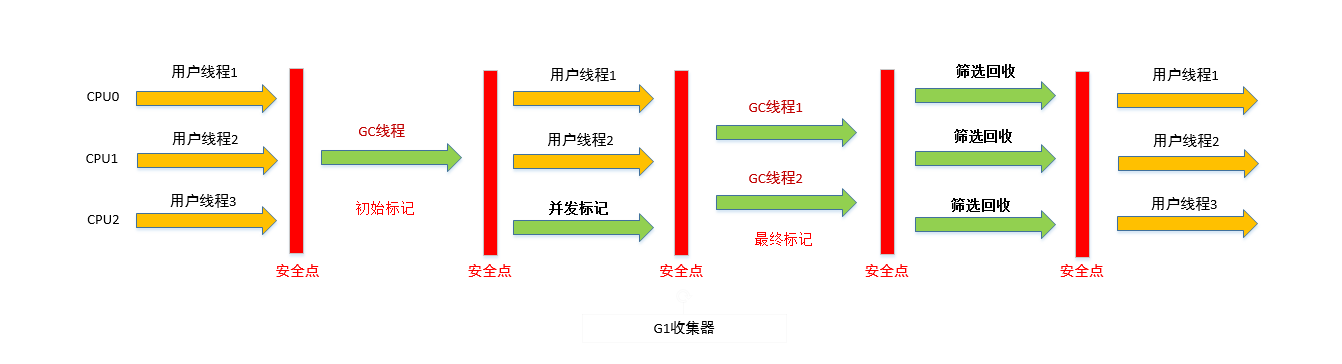 CPU0
CPU1
CPU2
用户线程1
用户线程2
用户线程3
安全点
GC线程
初始标记
安全点
用户线程1
用户线程2
并发标记
安全点
GC线程1
GC线程2
最终标记
安全点
筛选回收
筛选回收
筛选回收
安全点
用户线程1
用户线程2
用户线程3
G1收集器